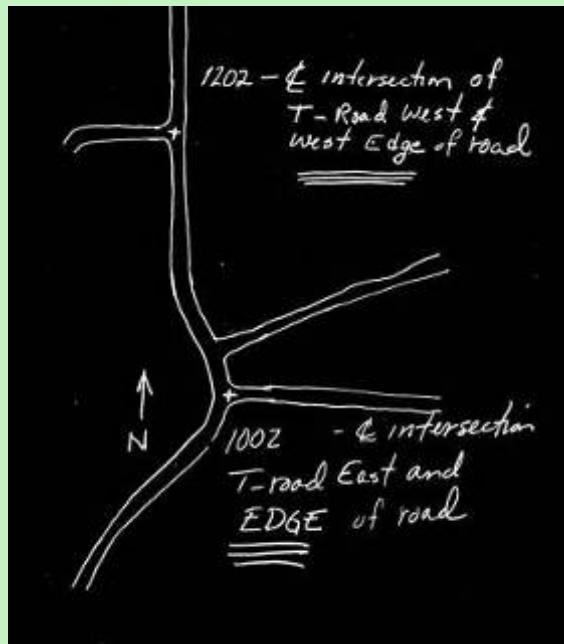 1202 - ℄ intersection of
T-Road West &
West Edge of road
N
1002 - ℄ intersection
T-road East and
EDGE of road